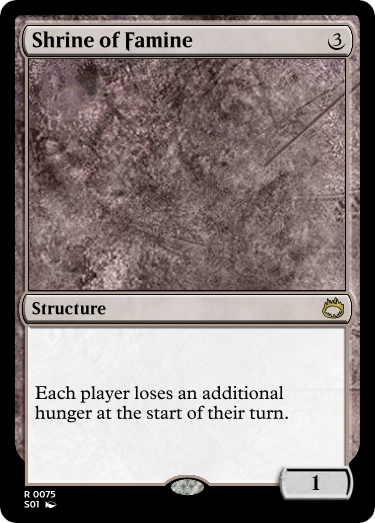 Shrine of Famine 3
Structure
Each player loses an additional
hunger at the start of their turn.
1
R 0075
S01